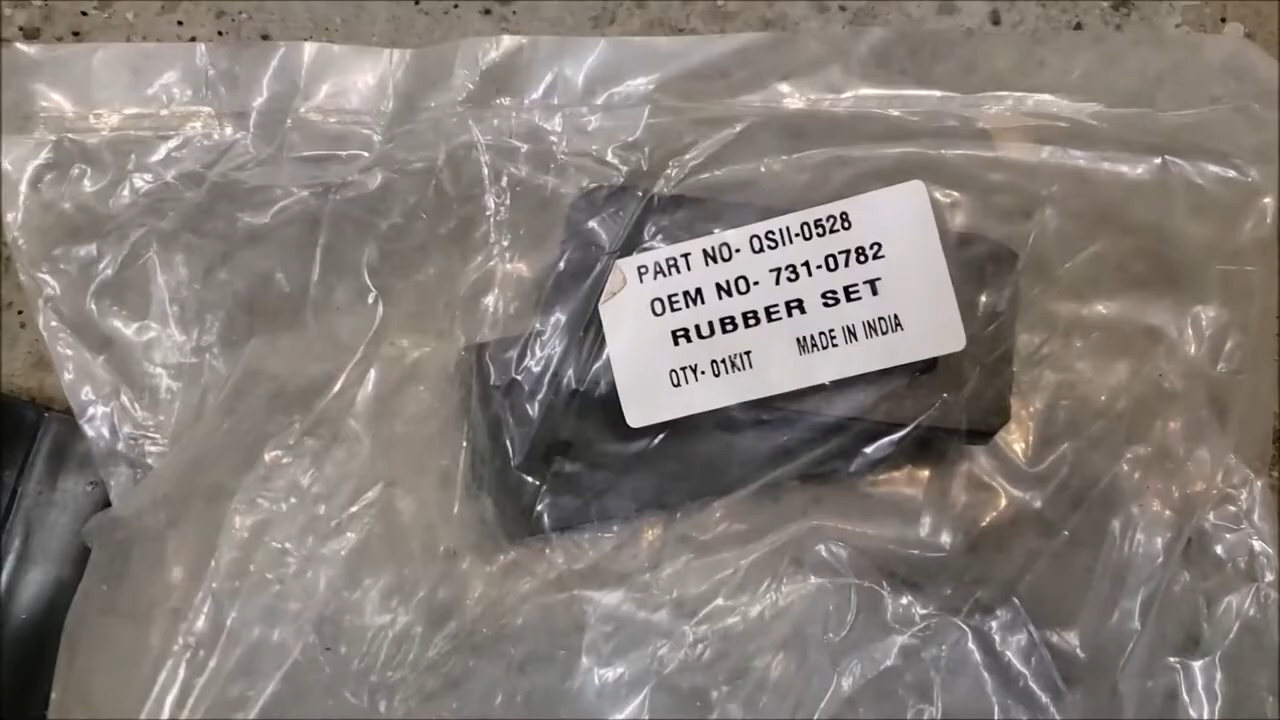 PART NO- QSII-0528
OEM NO- 731-0782
RUBBER SET
QTY- 01KIT MADE IN INDIA